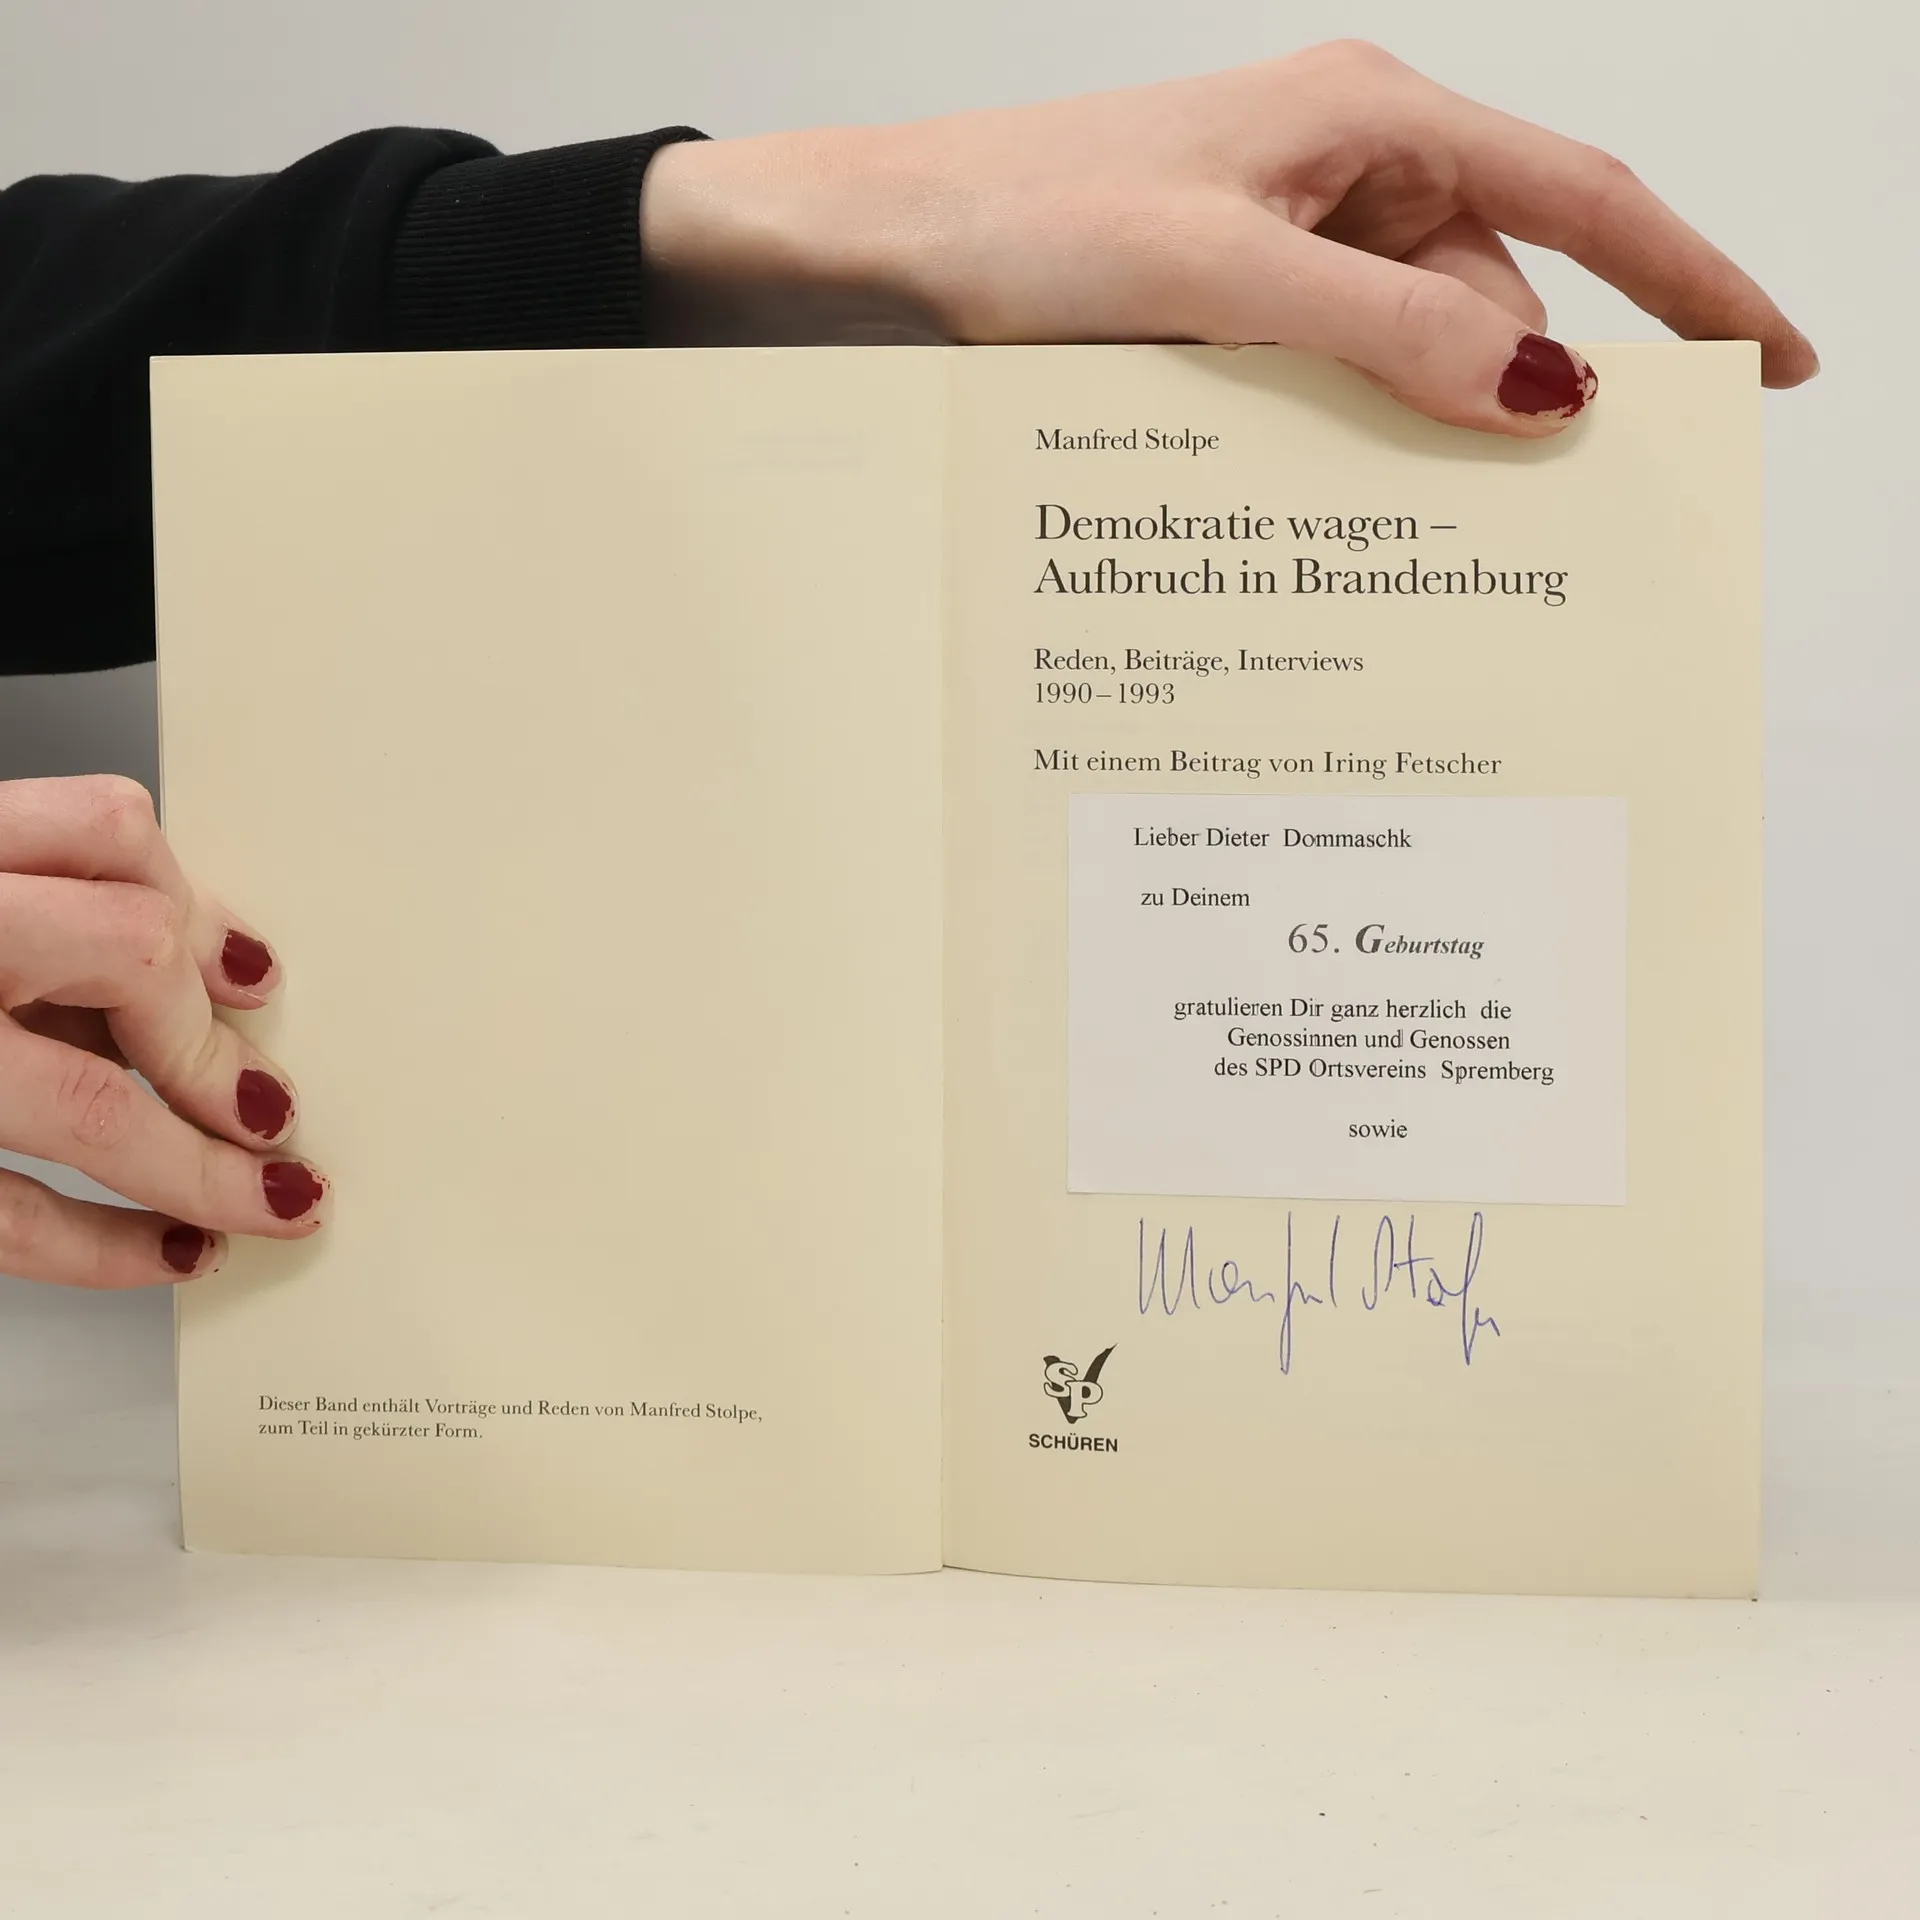 Manfred Stolpe
Demokratie wagen –
Aufbruch in Brandenburg
Reden, Beiträge, Interviews
1990–1993
Mit einem Beitrag von Iring Fetscher
Lieber Dieter Dommaschk
zu Deinem
65. Geburtstag
gratulieren Dir ganz herzlich die
Genossinnen und Genossen
des SPD Ortsvereins Spremberg
sowie
Manfred Stolpe
SP
SCHÜREN
Dieser Band enthält Vorträge und Reden von Manfred Stolpe,
zum Teil in gekürzter Form.